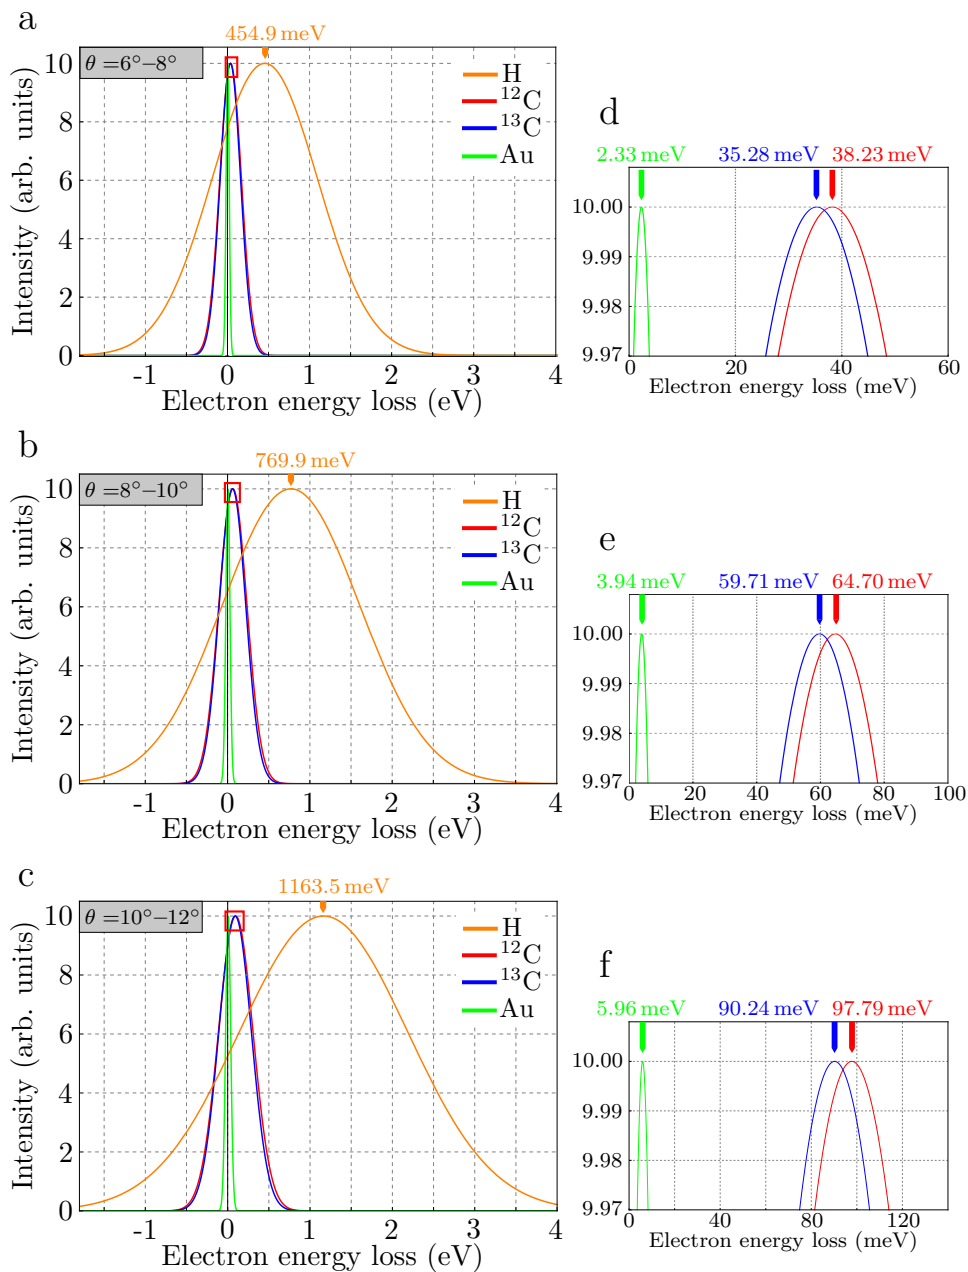 a
454.9 meV
θ =6°–8°
H
¹²C
¹³C
Au
10
8
6
4
2
0
-1 0 1 2 3 4
Intensity (arb. units)
Electron energy loss (eV)
d
2.33 meV 35.28 meV 38.23 meV
10.00
9.99
9.98
9.97
0 20 40 60
Electron energy loss (meV)
b
769.9 meV
θ =8°–10°
H
¹²C
¹³C
Au
10
8
6
4
2
0
-1 0 1 2 3 4
Intensity (arb. units)
Electron energy loss (eV)
e
3.94 meV 59.71 meV 64.70 meV
10.00
9.99
9.98
9.97
0 20 40 60 80 100
Electron energy loss (meV)
c
1163.5 meV
θ =10°–12°
H
¹²C
¹³C
Au
10
8
6
4
2
0
-1 0 1 2 3 4
Intensity (arb. units)
Electron energy loss (eV)
f
5.96 meV 90.24 meV 97.79 meV
10.00
9.99
9.98
9.97
0 40 80 120
Electron energy loss (meV)